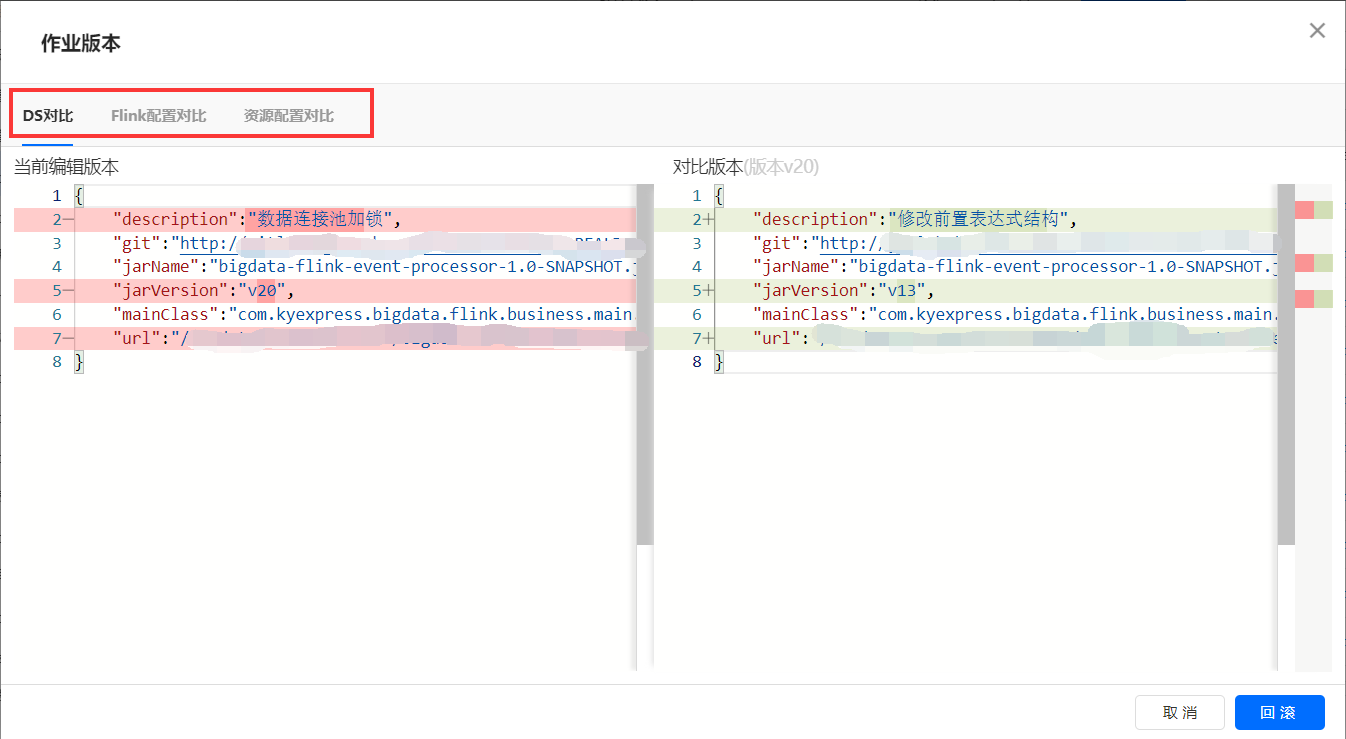 作业版本
DS对比 Flink配置对比 资源配置对比
当前编辑版本
1 {
2— "description":"数据连接池加锁",
3 "git":"http:/
4 "jarName":"bigdata-flink-event-processor-1.0-SNAPSHOT.j
5— "jarVersion":"v20",
6 "mainClass":"com.kyexpress.bigdata.flink.business.main.
7— "url":"/
8 }
对比版本(版本v20)
1 {
2+ "description":"修改前置表达式结构",
3 "git":"http:/
4 "jarName":"bigdata-flink-event-processor-1.0-SNAPSHOT.j
5+ "jarVersion":"v13",
6 "mainClass":"com.kyexpress.bigdata.flink.business.main.
7+ "url":
8 }
取 消
回 滚